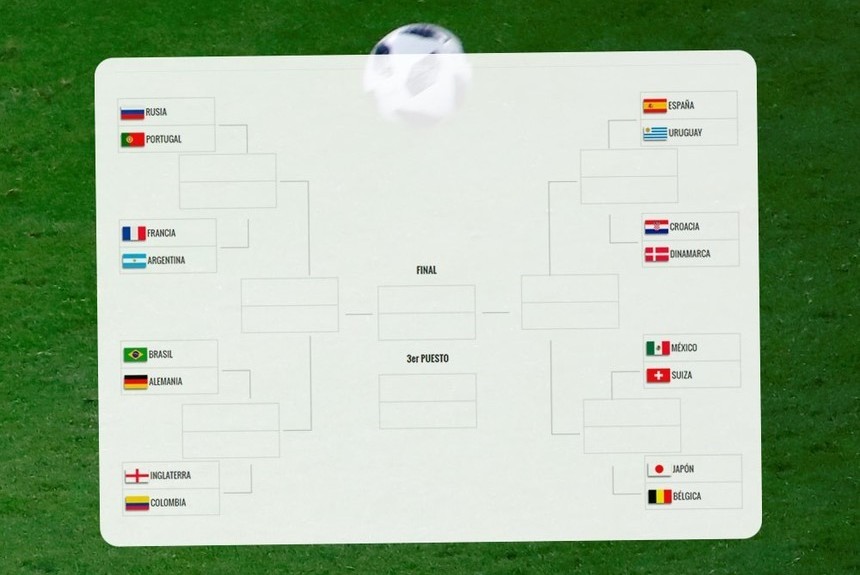 RUSIA
PORTUGAL
FRANCIA
ARGENTINA
BRASIL
ALEMANIA
INGLATERRA
COLOMBIA
FINAL
3er PUESTO
ESPAÑA
URUGUAY
CROACIA
DINAMARCA
MÉXICO
SUIZA
JAPÓN
BÉLGICA